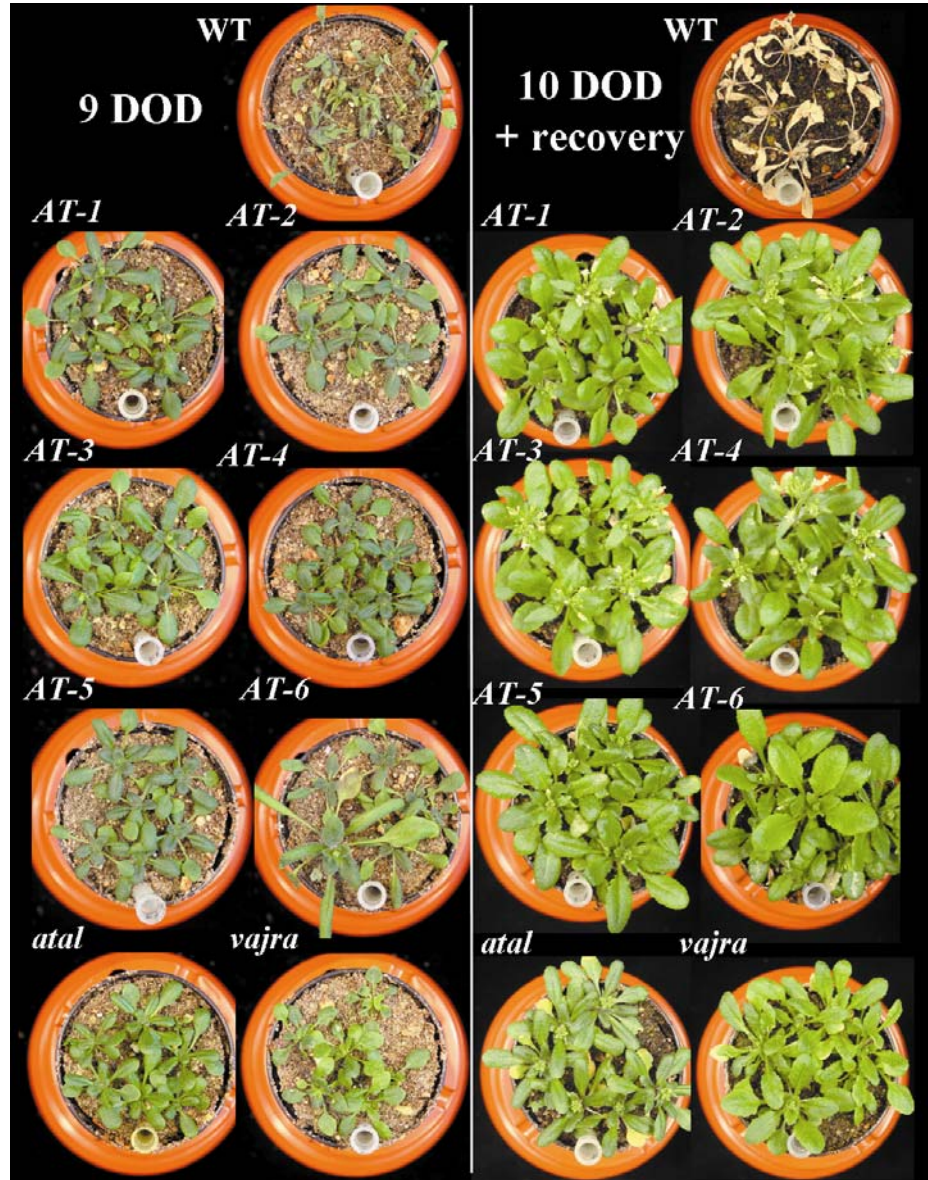 WT
9 DOD
AT-1 AT-2
AT-3 AT-4
AT-5 AT-6
atal vajra
WT
10 DOD
+ recovery
AT-1 AT-2
AT-3 AT-4
AT-5 AT-6
atal vajra